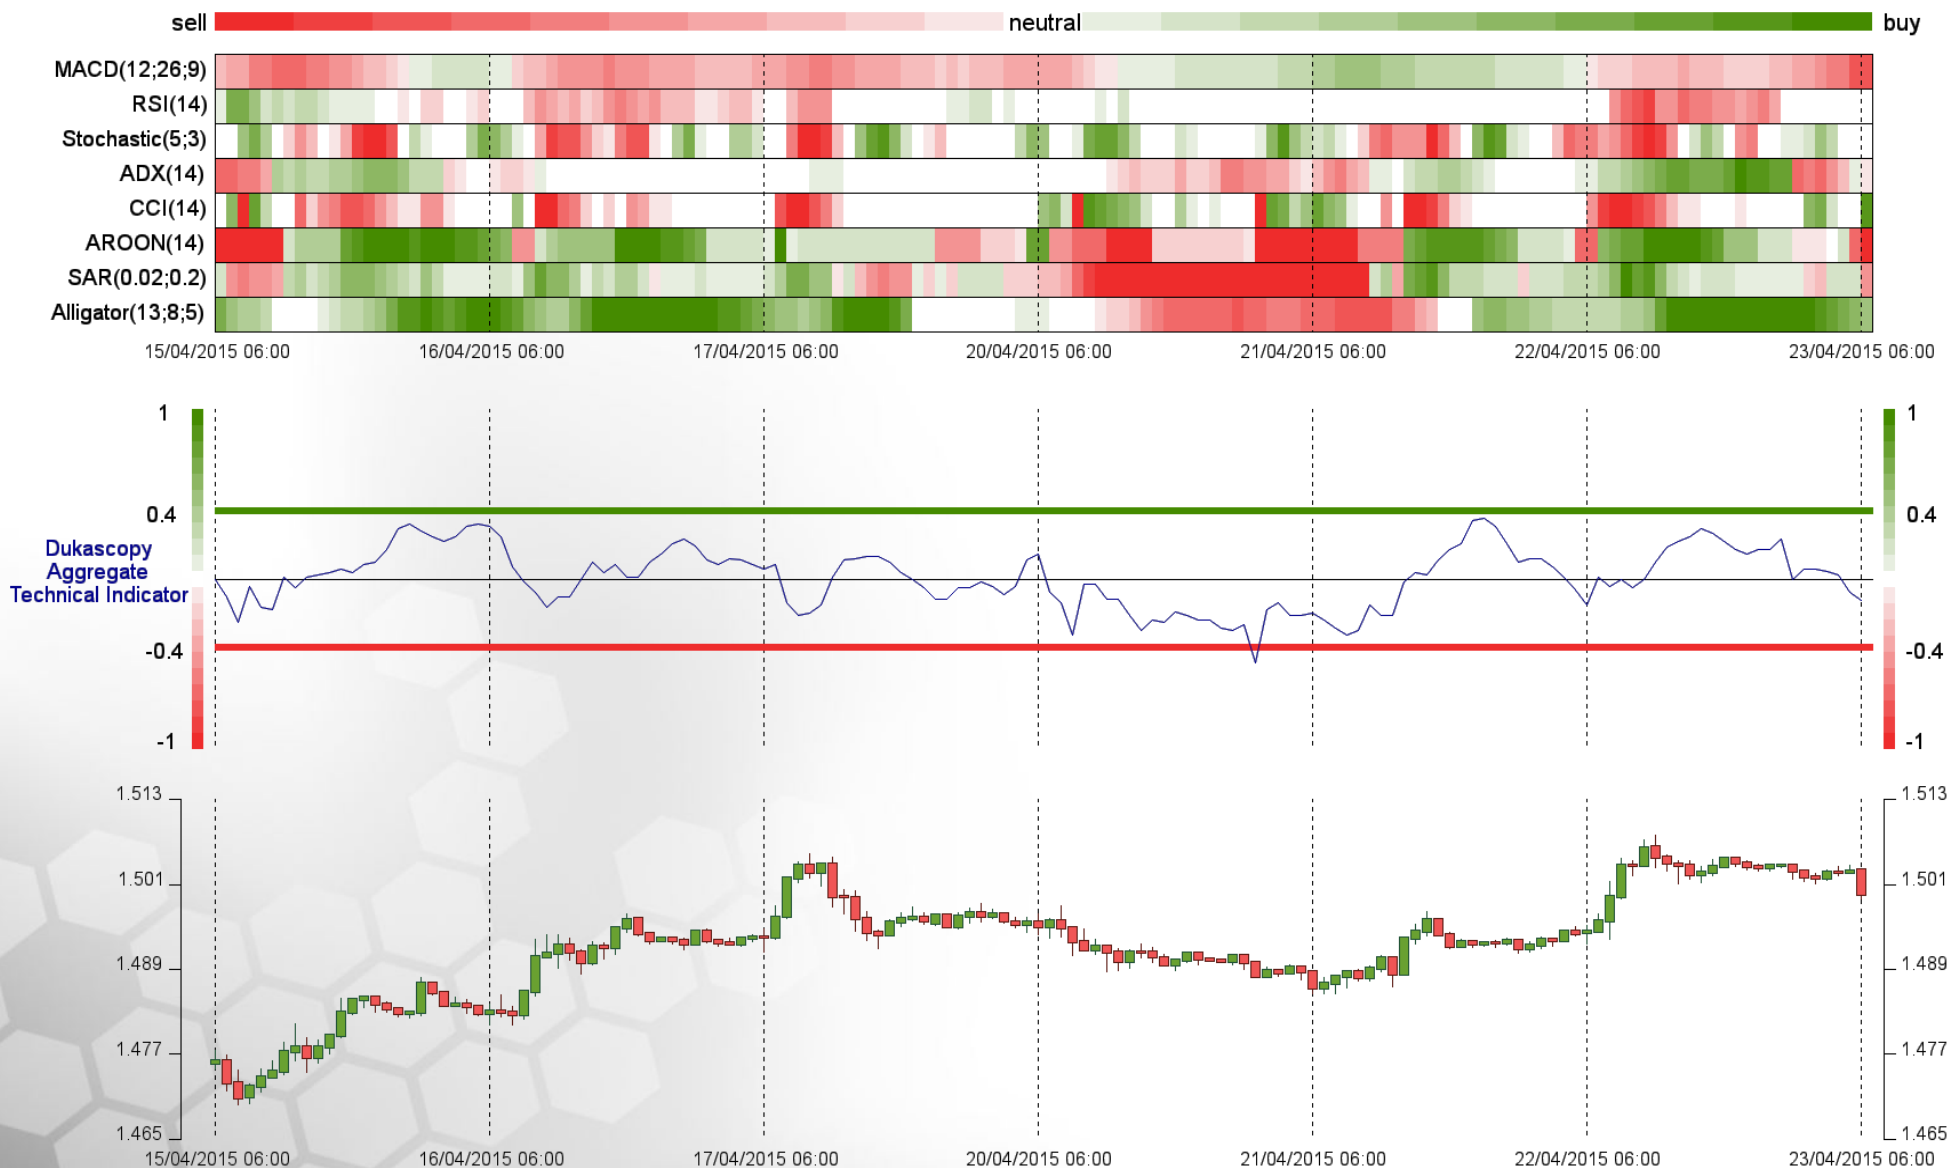 sell neutral buy
MACD(12;26;9)
RSI(14)
Stochastic(5;3)
ADX(14)
CCI(14)
AROON(14)
SAR(0.02;0.2)
Alligator(13;8;5)
15/04/2015 06:00 16/04/2015 06:00 17/04/2015 06:00 20/04/2015 06:00 21/04/2015 06:00 22/04/2015 06:00 23/04/2015 06:00
1 1
0.4 0.4
Dukascopy
Aggregate
Technical Indicator
-0.4 -0.4
-1 -1
1.513 1.513
1.501 1.501
1.489 1.489
1.477 1.477
1.465 1.465
15/04/2015 06:00 16/04/2015 06:00 17/04/2015 06:00 20/04/2015 06:00 21/04/2015 06:00 22/04/2015 06:00 23/04/2015 06:00